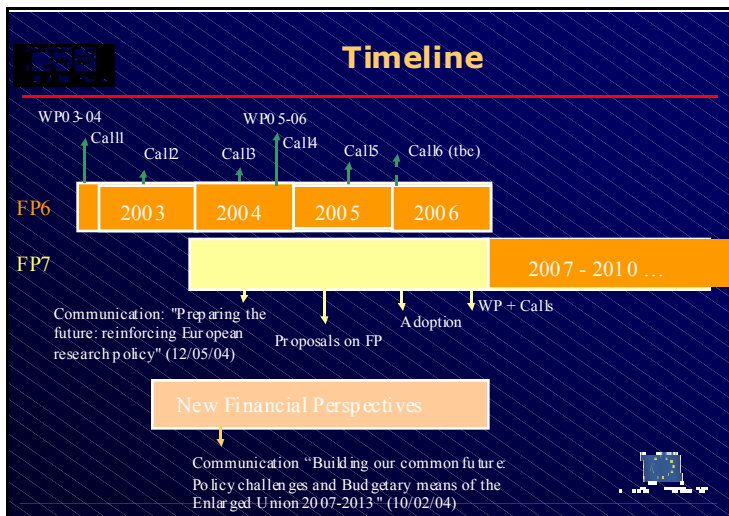 Timeline
WP03-04
Call1
Call2
Call3
WP05-06
Call4
Call5
Call6 (tbc)
FP6
2003
2004
2005
2006
FP7
2007 - 2010 ...
Communication: "Preparing the
future: reinforcing European
research policy" (12/05/04)
Proposals on FP
Adoption
WP + Calls
New Financial Perspectives
Communication “Building our common future:
Policy challenges and Budgetary means of the
Enlarged Union 2007-2013" (10/02/04)